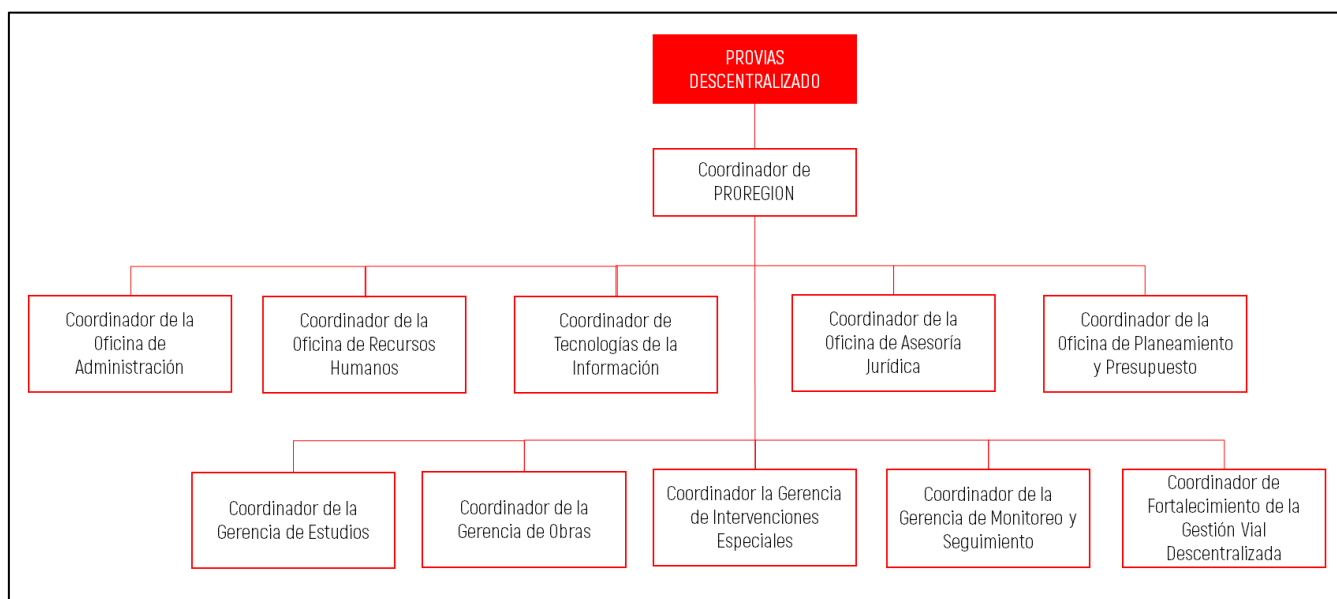 PROVIAS
DESCENTRALIZADO
Coordinador de
PROREGION
Coordinador de la
Oficina de
Administración
Coordinador de la
Oficina de Recursos
Humanos
Coordinador de
Tecnologías de la
Información
Coordinador de la
Oficina de Asesoría
Jurídica
Coordinador de la
Oficina de Planeamiento
y Presupuesto
Coordinador de la
Gerencia de Estudios
Coordinador de la
Gerencia de Obras
Coordinador la Gerencia
de Intervenciones
Especiales
Coordinador de la
Gerencia de Monitoreo y
Seguimiento
Coordinador de
Fortalecimiento de la
Gestión Vial
Descentralizada